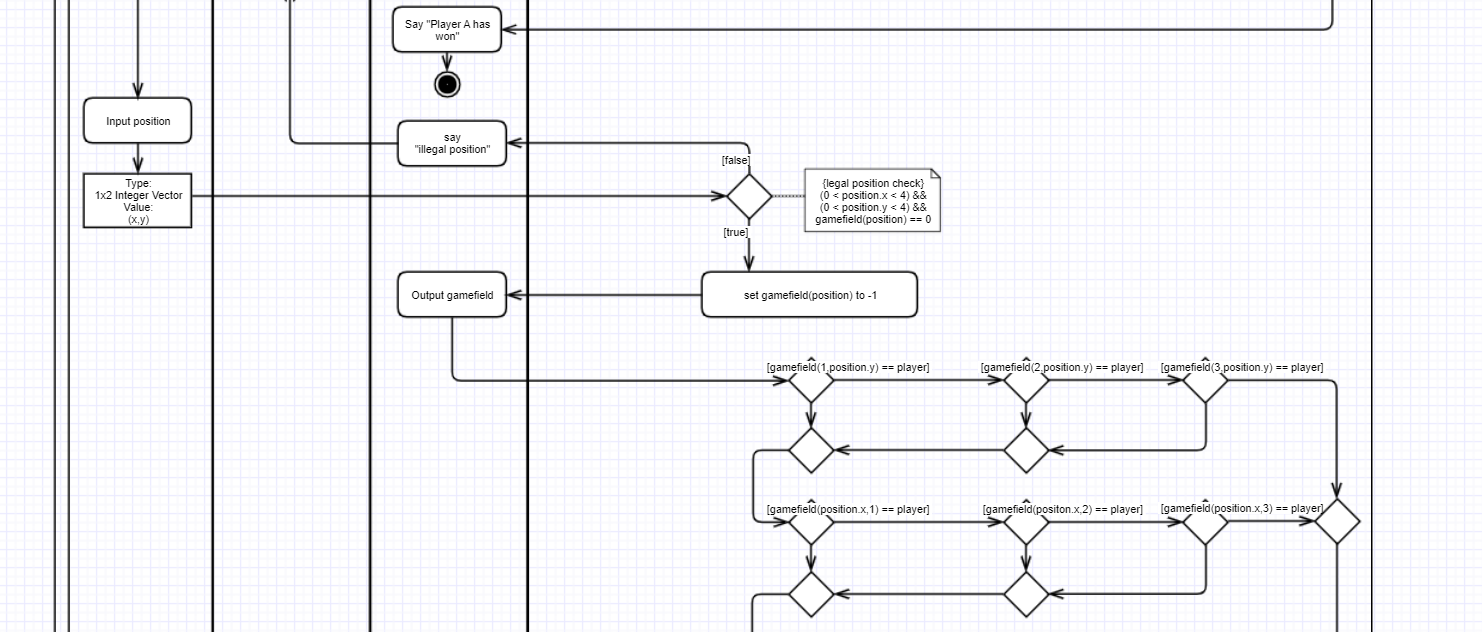 Say "Player A has
won"
Input position
say
"illegal position"
[false]
Type:
1x2 Integer Vector
Value:
(x,y)
{legal position check}
(0 < position.x < 4) &&
(0 < position.y < 4) &&
gamefield(position) == 0
[true]
Output gamefield
set gamefield(position) to -1
[gamefield(1,position.y) == player]
[gamefield(2,position.y) == player]
[gamefield(3,position.y) == player]
[gamefield(position.x,1) == player]
[gamefield(positon.x,2) == player]
[gamefield(position.x,3) == player]